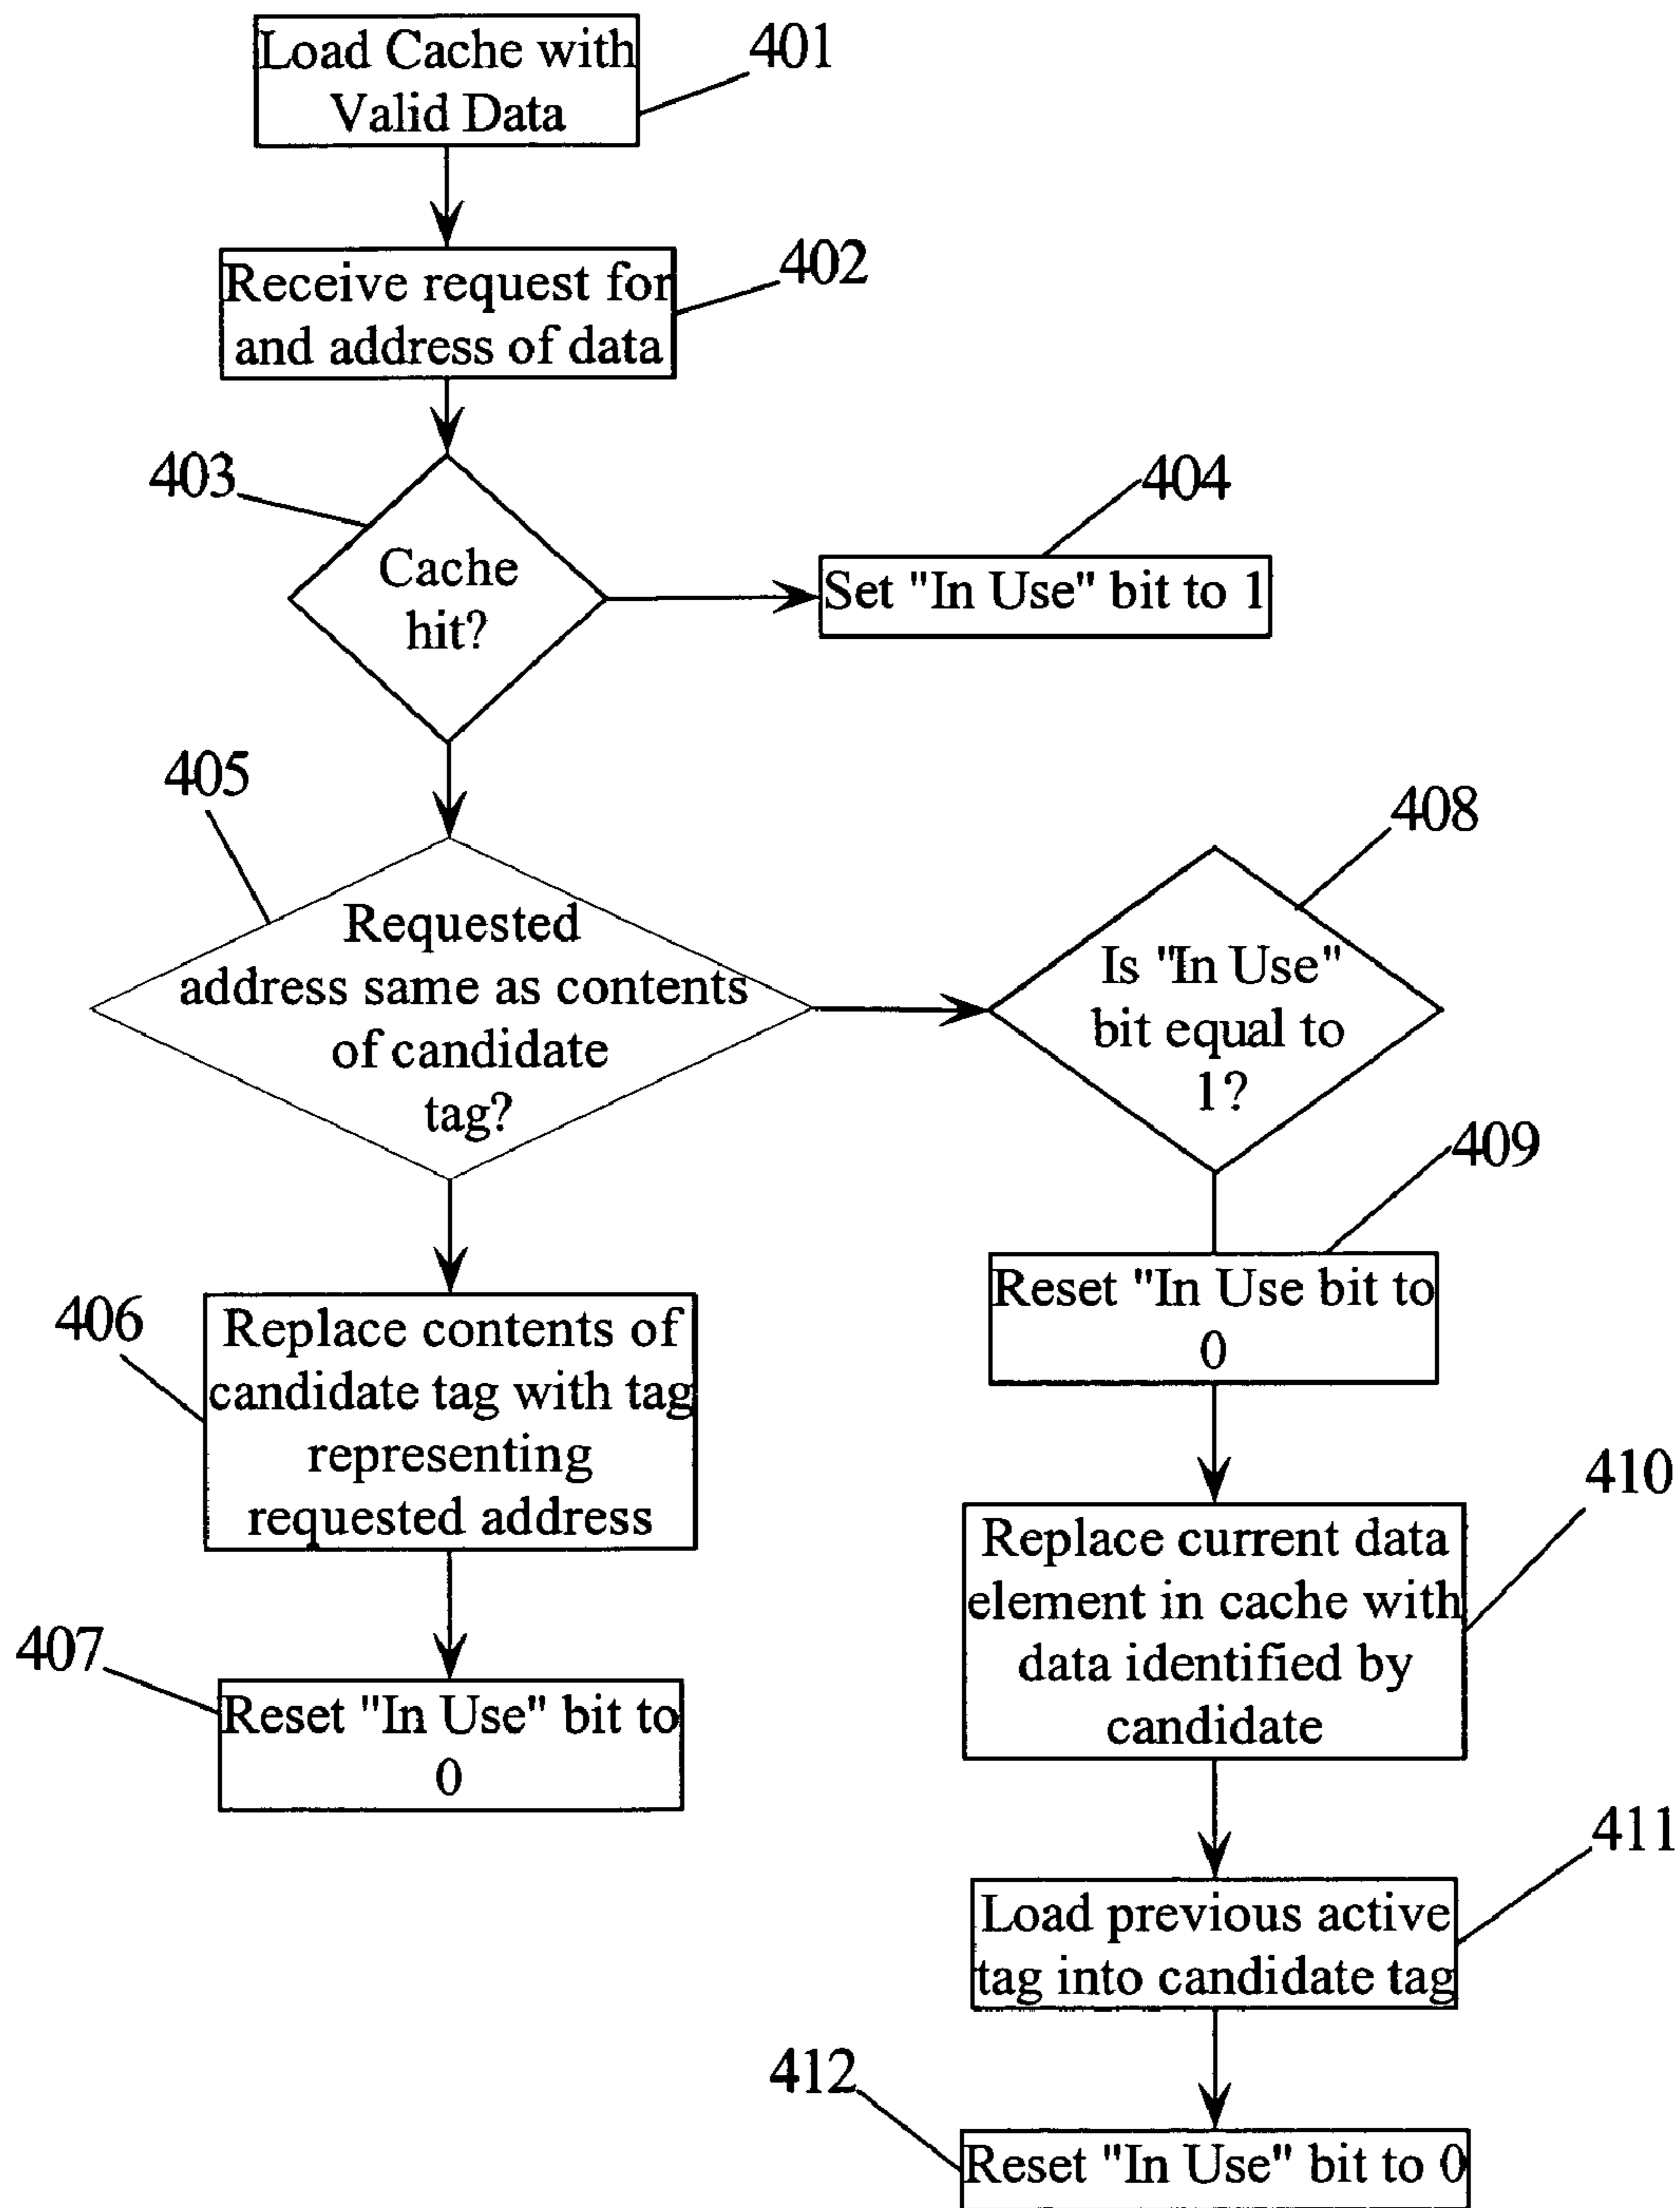 Load Cache with
Valid Data
401
Receive request for
and address of data
402
403
Cache
hit?
404
Set "In Use" bit to 1
405
Requested
address same as contents
of candidate
tag?
408
Is "In Use"
bit equal to
1?
409
Reset "In Use bit to
0
406
Replace contents of
candidate tag with tag
representing
requested address
410
Replace current data
element in cache with
data identified by
candidate
407
Reset "In Use" bit to
0
411
Load previous active
tag into candidate tag
412
Reset "In Use" bit to 0